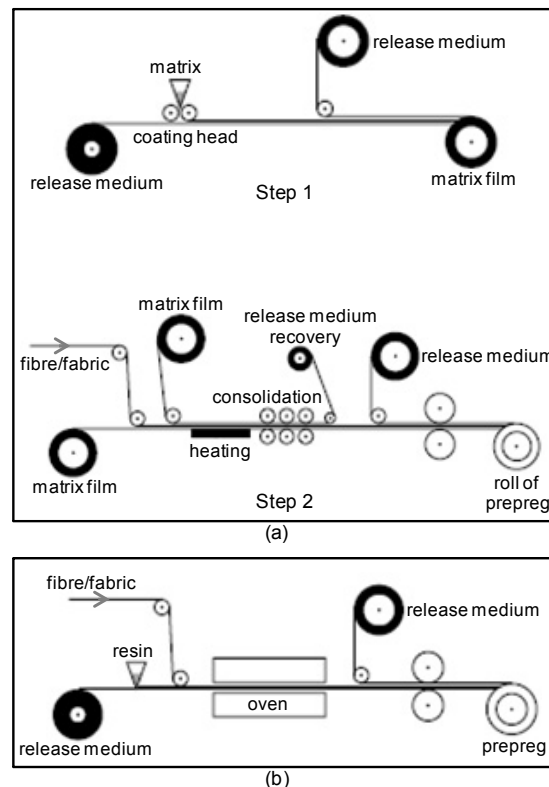 release medium
matrix
coating head
release medium
matrix film
Step 1
matrix film
release medium
recovery
release medium
fibre/fabric
consolidation
heating
matrix film
roll of
prepreg
Step 2
(a)
fibre/fabric
release medium
resin
oven
release medium
prepreg
(b)